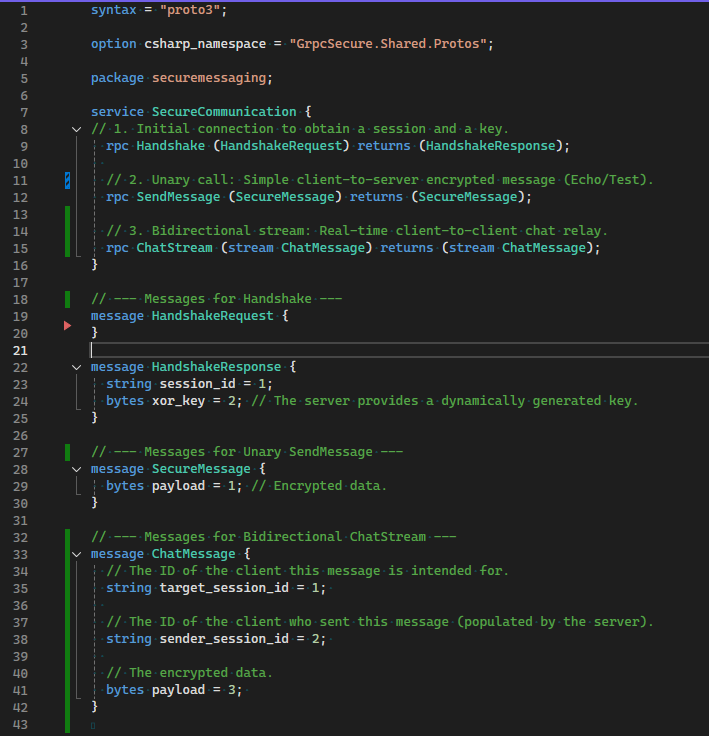 1 syntax = "proto3";
2
3 option csharp_namespace = "GrpcSecure.Shared.Protos";
4
5 package securemessaging;
6
7 service SecureCommunication {
8 // 1. Initial connection to obtain a session and a key.
9 rpc Handshake (HandshakeRequest) returns (HandshakeResponse);
10
11 // 2. Unary call: Simple client-to-server encrypted message (Echo/Test).
12 rpc SendMessage (SecureMessage) returns (SecureMessage);
13
14 // 3. Bidirectional stream: Real-time client-to-client chat relay.
15 rpc ChatStream (stream ChatMessage) returns (stream ChatMessage);
16 }
17
18 // --- Messages for Handshake ---
19 message HandshakeRequest {
20 }
21
22 message HandshakeResponse {
23 string session_id = 1;
24 bytes xor_key = 2; // The server provides a dynamically generated key.
25 }
26
27 // --- Messages for Unary SendMessage ---
28 message SecureMessage {
29 bytes payload = 1; // Encrypted data.
30 }
31
32 // --- Messages for Bidirectional ChatStream ---
33 message ChatMessage {
34 // The ID of the client this message is intended for.
35 string target_session_id = 1;
36
37 // The ID of the client who sent this message (populated by the server).
38 string sender_session_id = 2;
39
40 // The encrypted data.
41 bytes payload = 3;
42 }
43